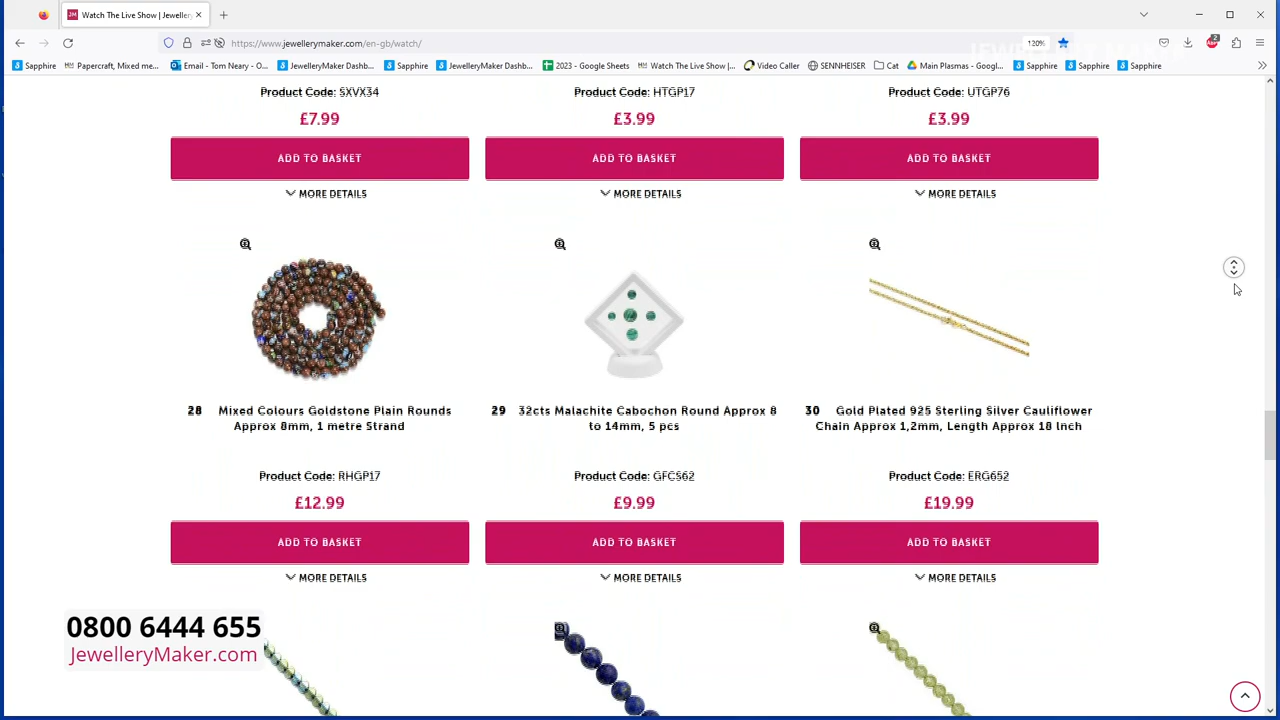 Watch The Live Show | Jewellery
https://www.jewellerymaker.com/en-gb/watch/
120%
2
Sapphire
Papercraft, Mixed me...
Email - Tom Neary - O...
JewelleryMaker Dashb...
Sapphire
JewelleryMaker Dashb...
2023 - Google Sheets
Watch The Live Show |...
Video Caller
SENNHEISER
Cat
Main Plasmas - Googl...
Sapphire
Sapphire
Sapphire
Product Code: SXVX34
Product Code: HTGP17
Product Code: UTGP76
£7.99
£3.99
£3.99
ADD TO BASKET
ADD TO BASKET
ADD TO BASKET
MORE DETAILS
MORE DETAILS
MORE DETAILS
28 Mixed Colours Goldstone Plain Rounds
Approx 8mm, 1 metre Strand
29 32cts Malachite Cabochon Round Approx 8
to 14mm, 5 pcs
30 Gold Plated 925 Sterling Silver Cauliflower
Chain Approx 1,2mm, Length Approx 18 Inch
Product Code: RHGP17
Product Code: GFCS62
Product Code: ERG652
£12.99
£9.99
£19.99
ADD TO BASKET
ADD TO BASKET
ADD TO BASKET
MORE DETAILS
MORE DETAILS
MORE DETAILS
0800 6444 655
JewelleryMaker.com